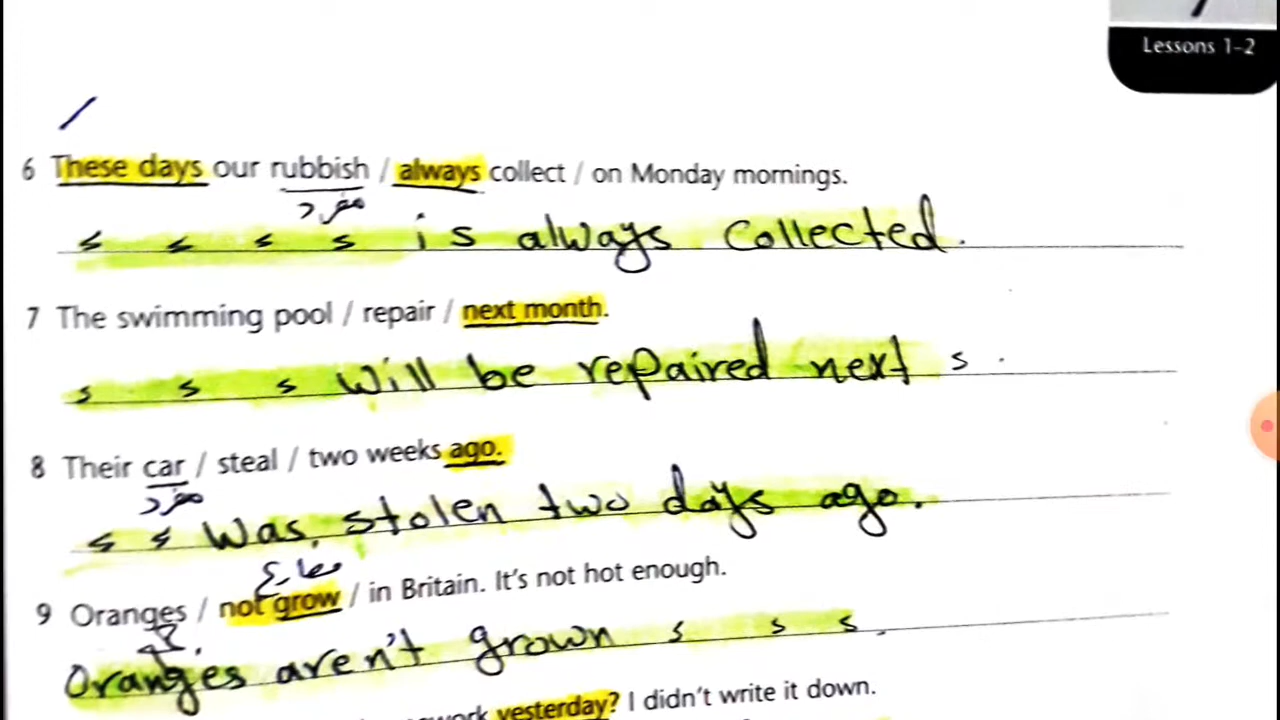 Lessons 1–2
6 These days our rubbish / always collect / on Monday mornings.
مفرد
s s s s is always collected.
7 The swimming pool / repair / next month.
s s s will be repaired next s .
8 Their car / steal / two weeks ago.
مفرد
s s was stolen two days ago.
مضارع
9 Oranges / not grow / in Britain. It's not hot enough.
Oranges aren't grown s s s .
yesterday? I didn't write it down.